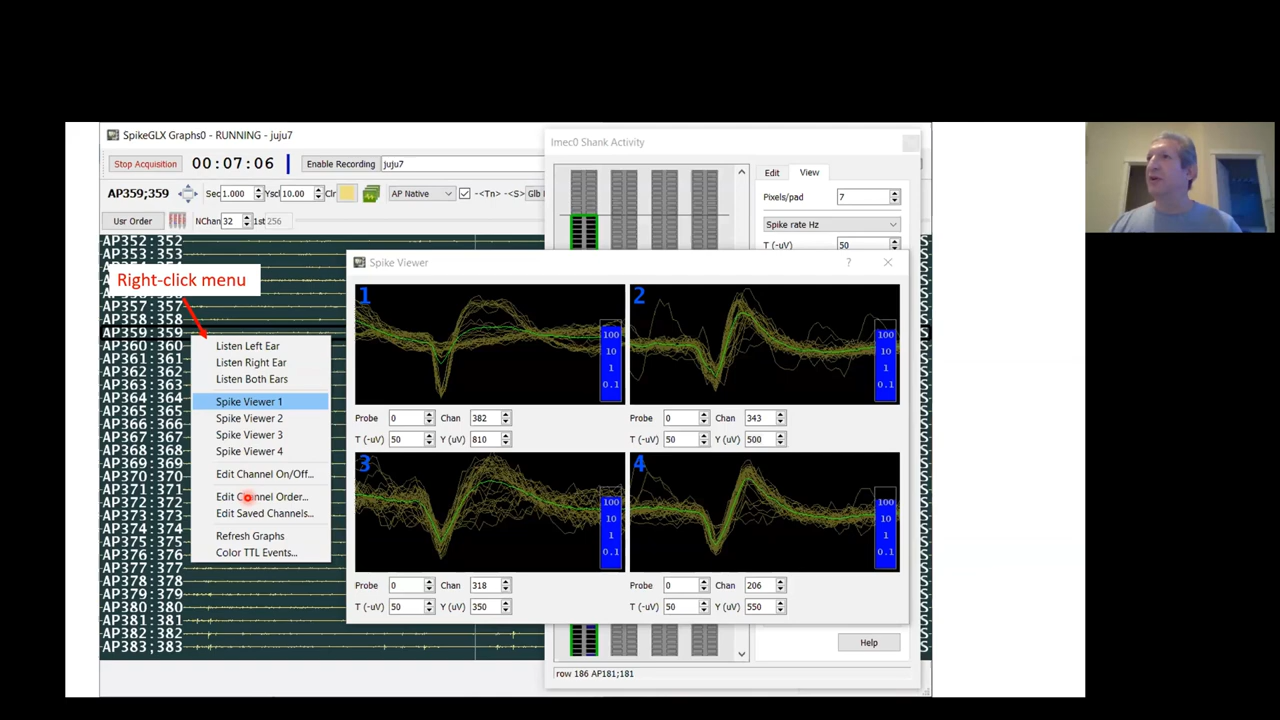 SpikeGLX Graphs0 - RUNNING - juju7
Stop Acquisition 00:07:06 Enable Recording juju7
AP359;359 Sec 1.000 Yscl 10.00 Clr AP Native -<Tn> -<S> Glb
Usr Order NChan 32 1st 256
AP352;352
AP353;353
Right-click menu
AP357;357
AP358;358
AP359;359
AP360;360
AP361;361
AP362;362
AP363;363
AP364;364
AP365;365
AP366;366
AP367;367
AP368;368
AP369;369
AP370;370
AP371;371
AP372;372
AP373;373
AP374;374
AP375;375
AP376;376
AP377;377
AP378;378
AP379;379
AP380;380
AP381;381
AP382;382
AP383;383
Listen Left Ear
Listen Right Ear
Listen Both Ears
Spike Viewer 1
Spike Viewer 2
Spike Viewer 3
Spike Viewer 4
Edit Channel On/Off...
Edit Channel Order...
Edit Saved Channels...
Refresh Graphs
Color TTL Events...
Imec0 Shank Activity
Edit View
Pixels/pad 7
Spike rate Hz
T (-uV) 50
Spike Viewer ?
1
100
10
1
0.1
Probe 0 Chan 382
T (-uV) 50 Y (uV) 810
2
100
10
1
0.1
Probe 0 Chan 343
T (-uV) 50 Y (uV) 500
3
100
10
1
0.1
Probe 0 Chan 318
T (-uV) 50 Y (uV) 350
4
100
10
1
0.1
Probe 0 Chan 206
T (-uV) 50 Y (uV) 550
Help
row 186 AP181;181